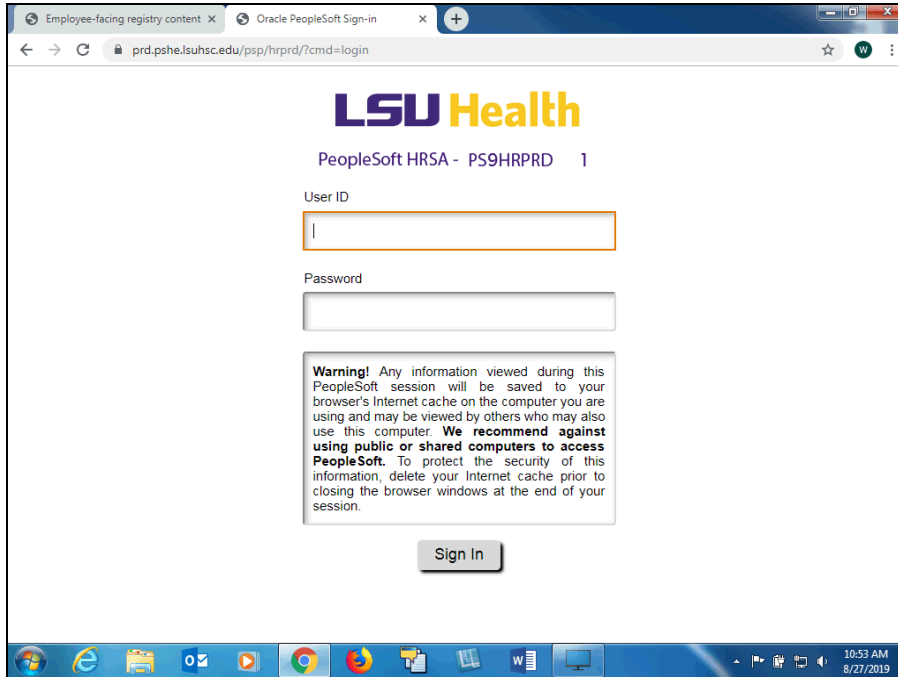 Employee-facing registry content
Oracle PeopleSoft Sign-in
prd.pshe.lsuhsc.edu/psp/hrprd/?cmd=login
W
LSU Health
PeopleSoft HRSA - PS9HRPRD 1
User ID
Password
Warning! Any information viewed during this
PeopleSoft session will be saved to your
browser's Internet cache on the computer you are
using and may be viewed by others who may also
use this computer. We recommend against
using public or shared computers to access
PeopleSoft. To protect the security of this
information, delete your Internet cache prior to
closing the browser windows at the end of your
session.
Sign In
10:53 AM
8/27/2019